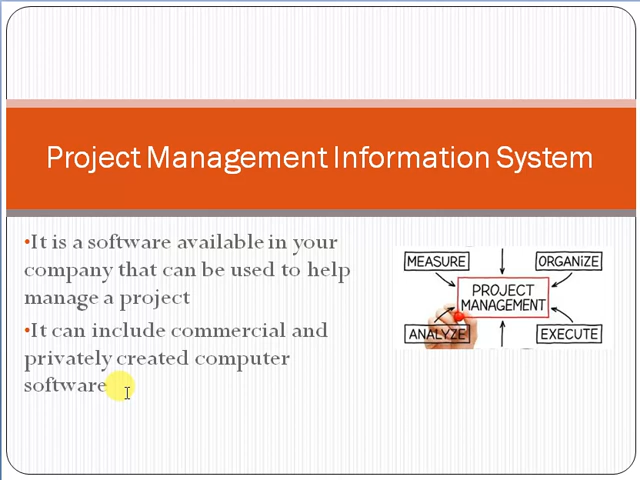 Project Management Information System
•It is a software available in your
company that can be used to help
manage a project
•It can include commercial and
privately created computer
software
MEASURE
ORGANIZE
PROJECT
MANAGEMENT
ANALYZE
EXECUTE